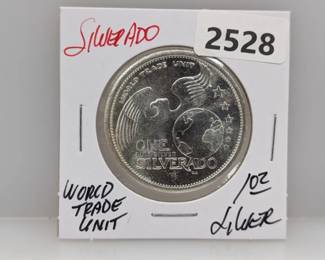 SILVERADO
2528
WORLD TRADE UNIT
ONE
SILVERADO
WORLD
TRADE
UNIT
1oz
SILVER